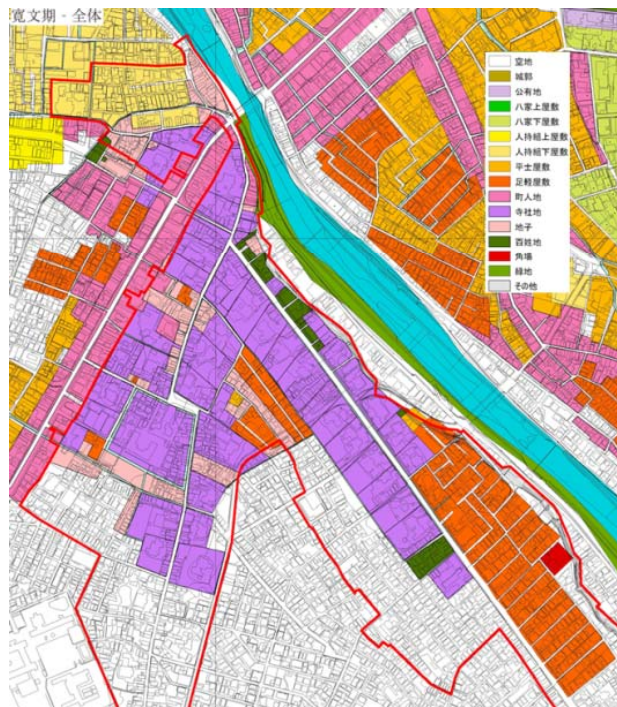 寛文期 - 全体
空地
城郭
公有地
八家上屋敷
八家下屋敷
人持組上屋敷
人持組下屋敷
平士屋敷
足軽屋敷
町人地
寺社地
地子
百姓地
角場
緑地
その他